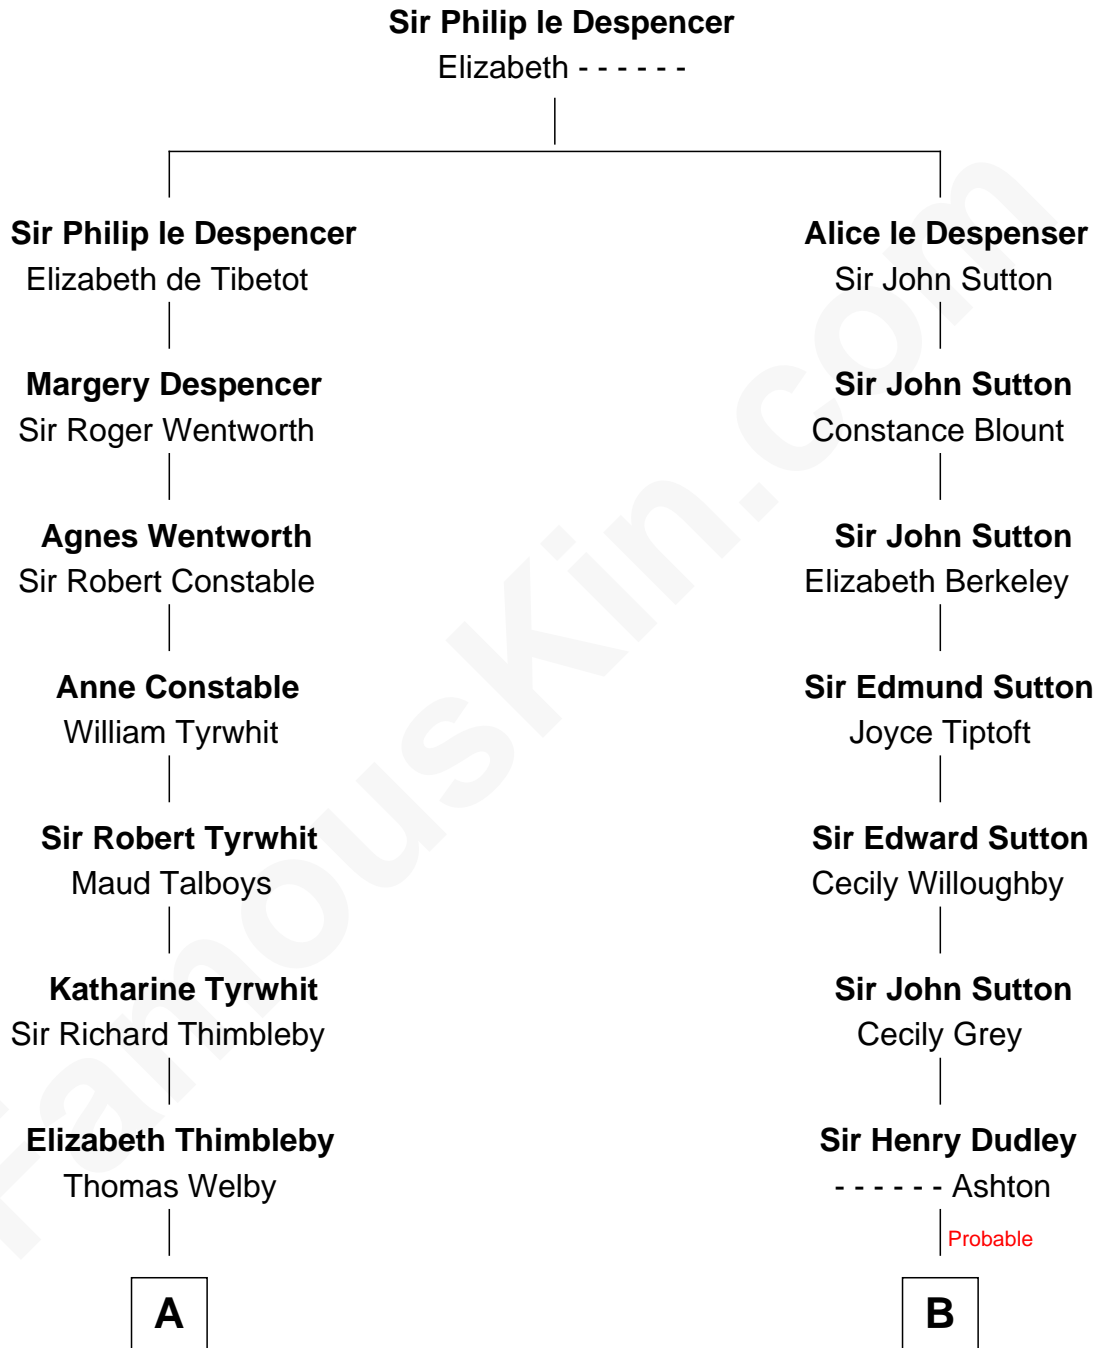 Sir Philip le Despencer
Elizabeth - - - - - -
Sir Philip le Despencer
Elizabeth de Tibetot
Alice le Despenser
Sir John Sutton
Margery Despencer
Sir Roger Wentworth
Sir John Sutton
Constance Blount
Agnes Wentworth
Sir Robert Constable
Sir John Sutton
Elizabeth Berkeley
Anne Constable
William Tyrwhit
Sir Edmund Sutton
Joyce Tiptoft
Sir Robert Tyrwhit
Maud Talboys
Sir Edward Sutton
Cecily Willoughby
Katharine Tyrwhit
Sir Richard Thimbleby
Sir John Sutton
Cecily Grey
Elizabeth Thimbleby
Thomas Welby
Sir Henry Dudley
- - - - - - Ashton
Probable
A
B
FamousKin.com